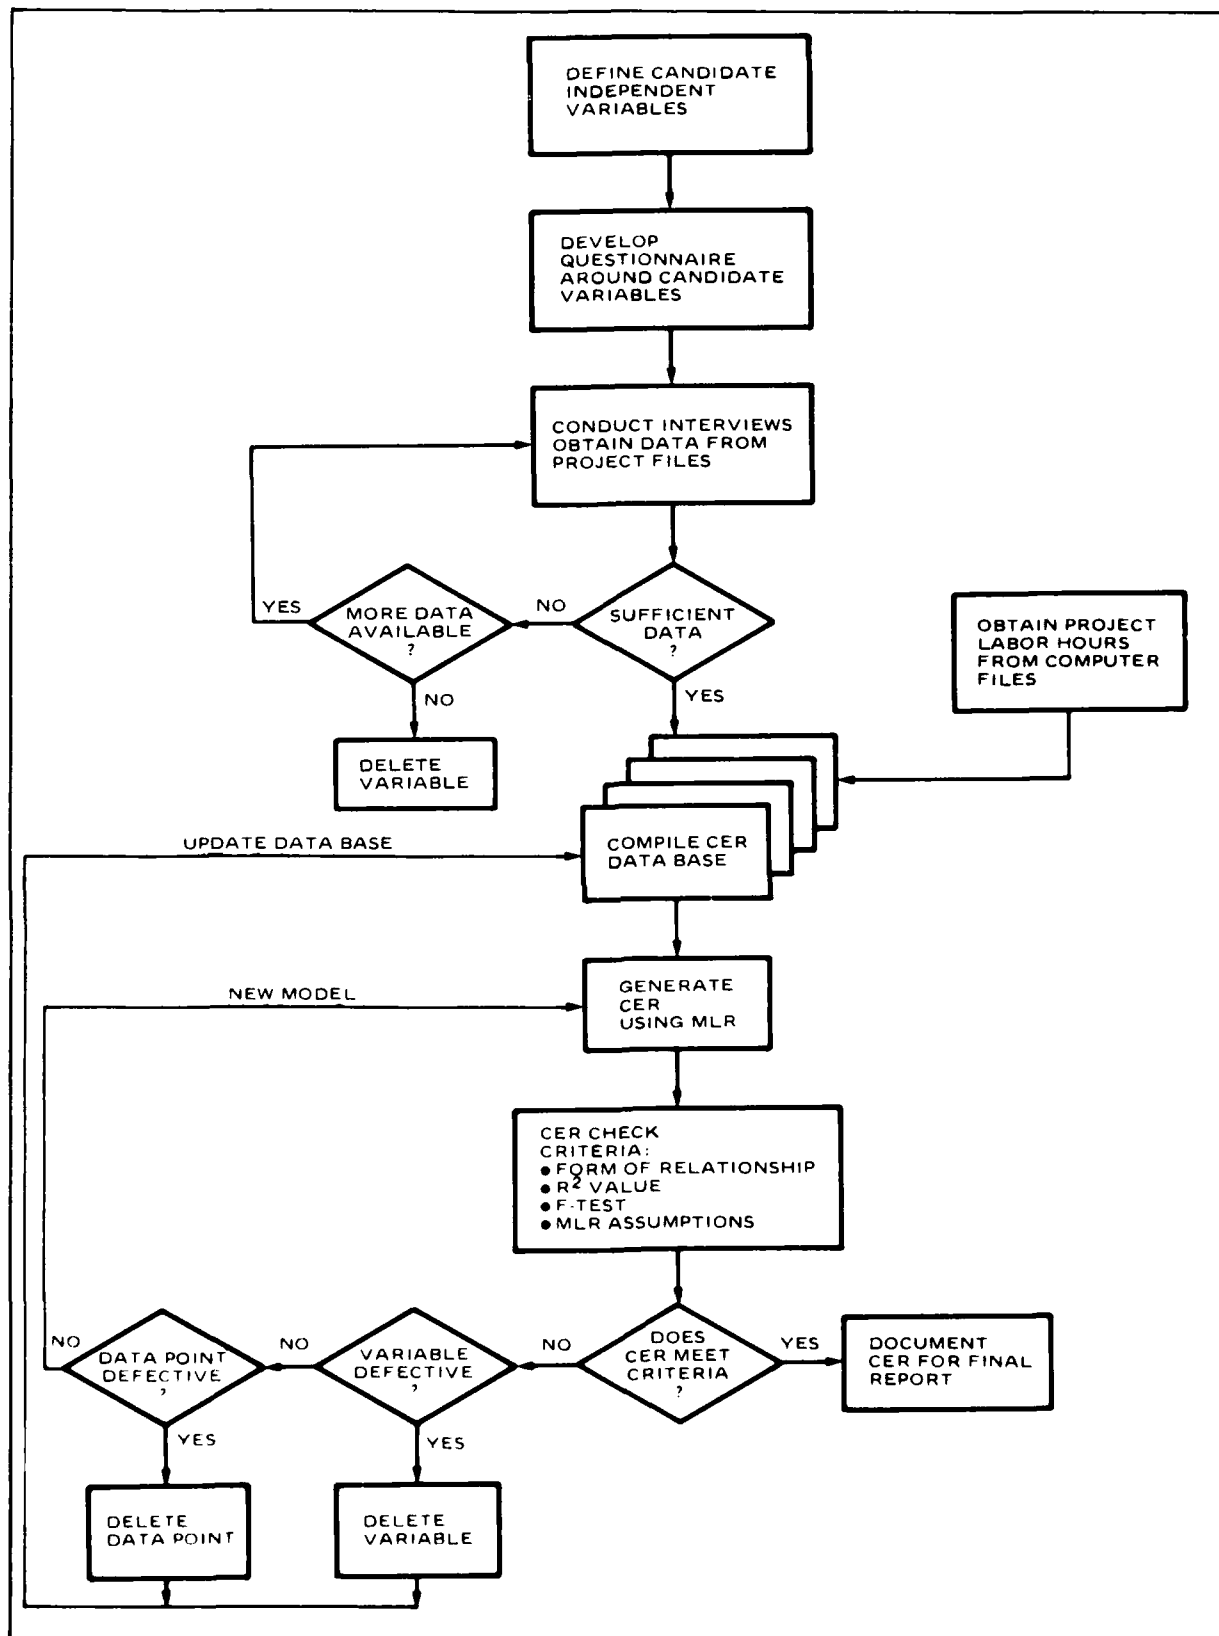 DEFINE CANDIDATE
INDEPENDENT
VARIABLES
DEVELOP
QUESTIONNAIRE
AROUND CANDIDATE
VARIABLES
CONDUCT INTERVIEWS
OBTAIN DATA FROM
PROJECT FILES
YES
MORE DATA
AVAILABLE
?
NO
SUFFICIENT
DATA
?
OBTAIN PROJECT
LABOR HOURS
FROM COMPUTER
FILES
NO
YES
DELETE
VARIABLE
UPDATE DATA BASE
COMPILE CER
DATA BASE
NEW MODEL
GENERATE
CER
USING MLR
CER CHECK
CRITERIA:
● FORM OF RELATIONSHIP
● R² VALUE
● F-TEST
● MLR ASSUMPTIONS
NO
DATA POINT
DEFECTIVE
?
NO
VARIABLE
DEFECTIVE
?
NO
DOES
CER MEET
CRITERIA
?
YES
DOCUMENT
CER FOR FINAL
REPORT
YES
YES
DELETE
DATA POINT
DELETE
VARIABLE